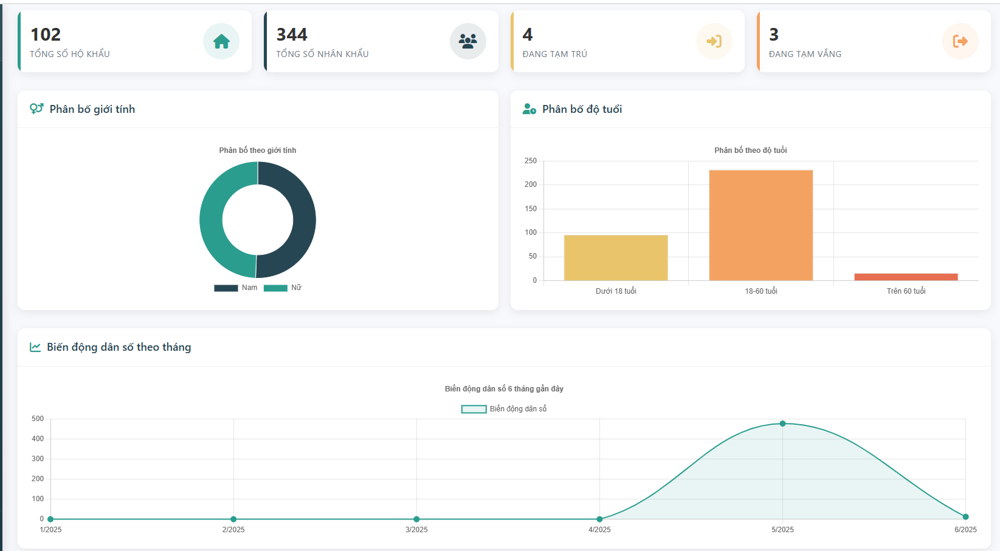 102
TỔNG SỐ HỘ KHẨU
344
TỔNG SỐ NHÂN KHẨU
4
ĐANG TẠM TRÚ
3
ĐANG TẠM VẮNG
Phân bố giới tính
Phân bố theo giới tính
Nam Nữ
Phân bố độ tuổi
Phân bố theo độ tuổi
250
200
150
100
50
0
Dưới 18 tuổi 18-60 tuổi Trên 60 tuổi
Biến động dân số theo tháng
Biến động dân số 6 tháng gần đây
Biến động dân số
500
400
300
200
100
0
1/2025 2/2025 3/2025 4/2025 5/2025 6/2025